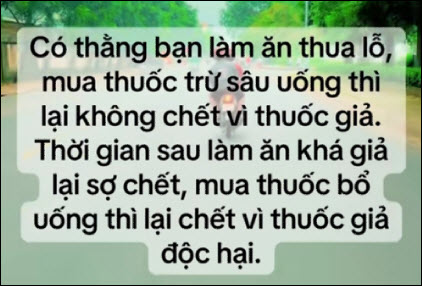 Có thằng bạn làm ăn thua lỗ,
mua thuốc trừ sâu uống thì
lại không chết vì thuốc giả.
Thời gian sau làm ăn khá giả
lại sợ chết, mua thuốc bổ
uống thì lại chết vì thuốc giả
độc hại.